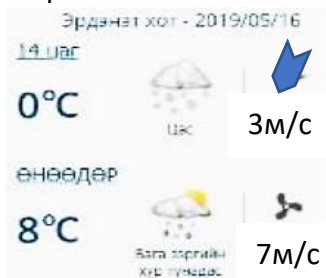 Эрдэнэт хот - 2019/05/16
14 цаг
0°C
Цас
3м/с
ӨНӨӨДӨР
8°C
Бага зэргийн
хур тунадас
7м/с